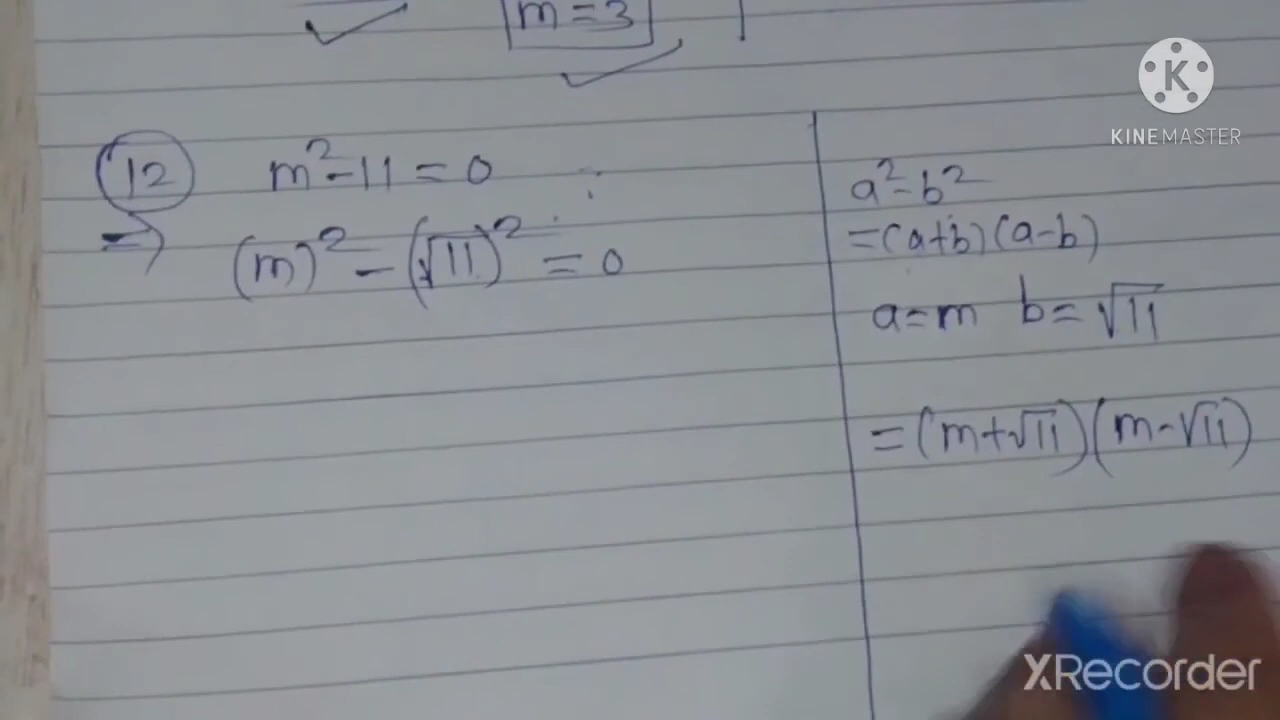 m = 3
KINEMASTER
12 m² - 11 = 0
⇒ (m)² - (√11)² = 0
a² - b²
= (a+b) (a-b)
a = m b = √11
= (m+√11) (m-√11)
XRecorder